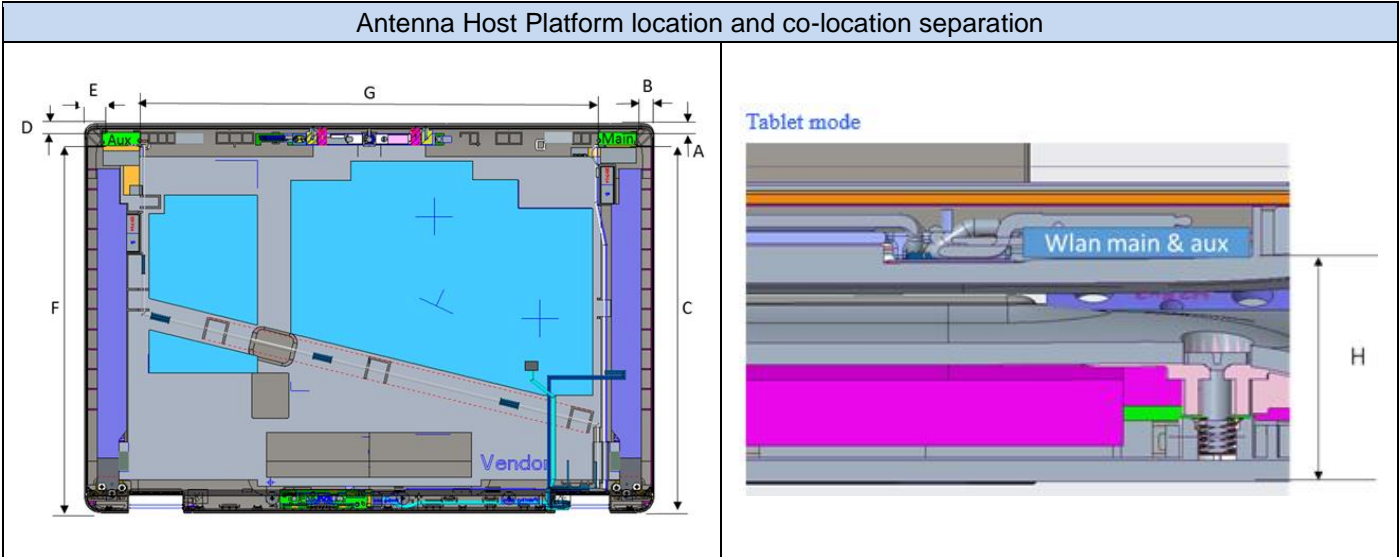 Antenna Host Platform location and co-location separation
E
G
B
D
Aux
Main
A
Tablet mode
Wlan main & aux
F
C
H
Vendor